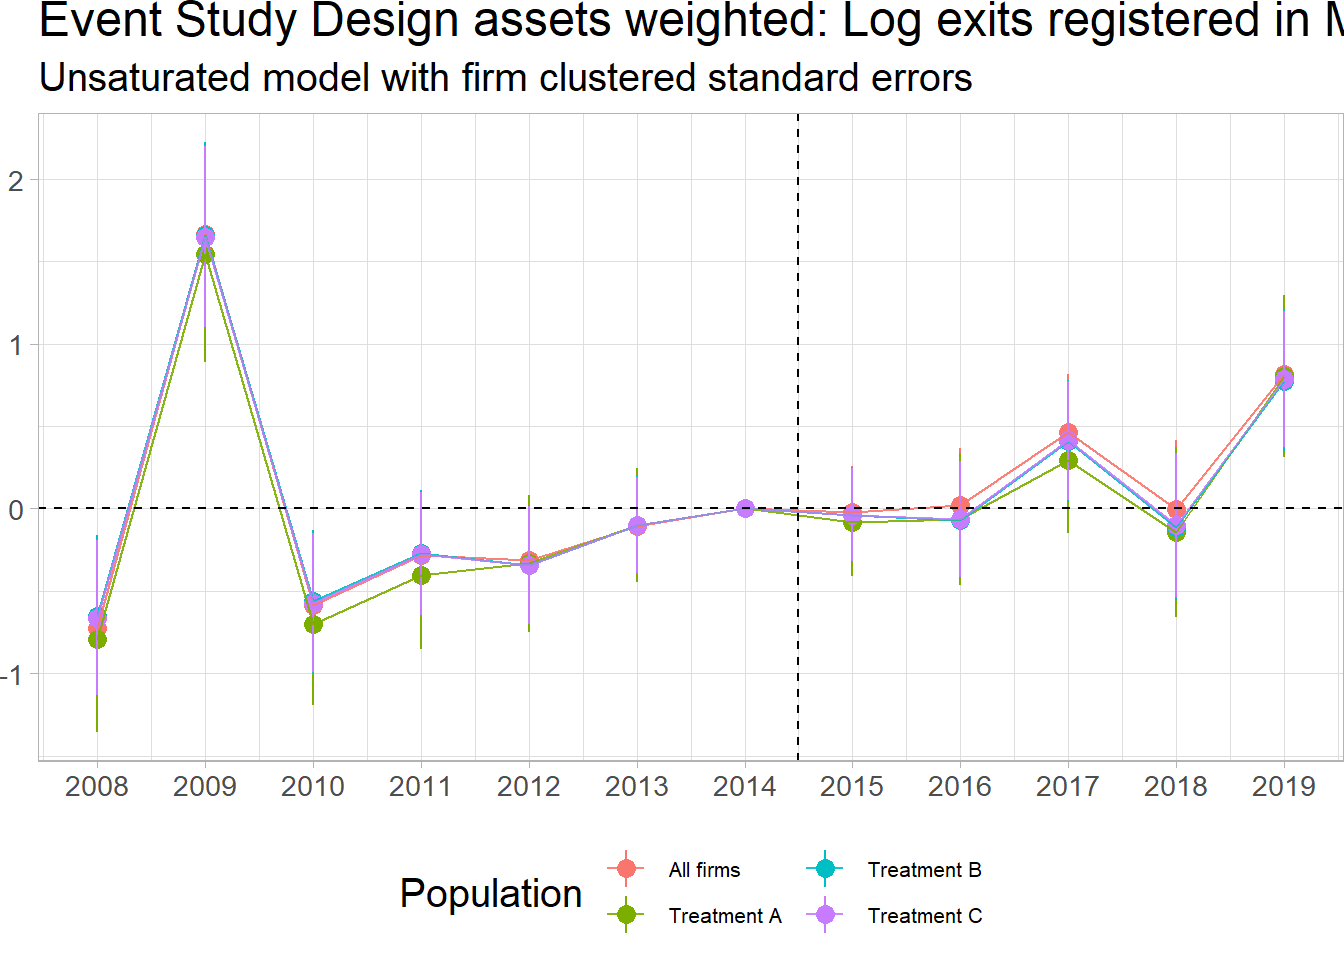 Event Study Design assets weighted: Log exits registered in M
Unsaturated model with firm clustered standard errors
2
1
0
-1
2008 2009 2010 2011 2012 2013 2014 2015 2016 2017 2018 2019
Population
All firms
Treatment A
Treatment B
Treatment C